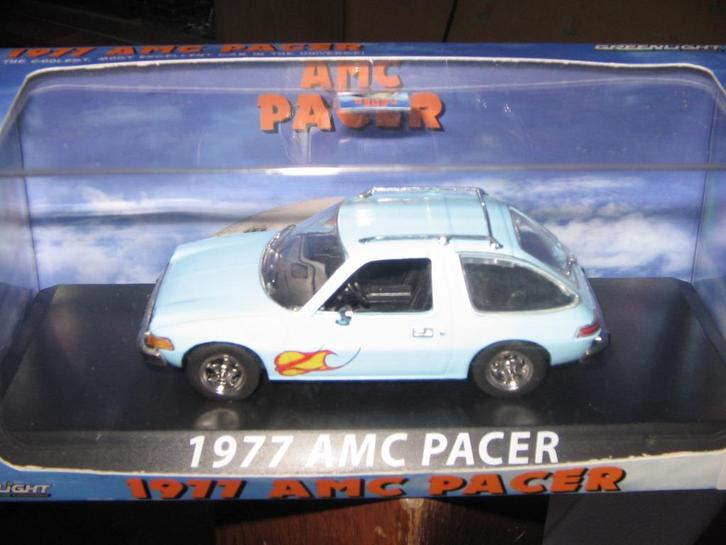 1977 AMC PACER
GREENLIGHT
THE COOLEST, MOST EXCELLENT CAR IN THE UNIVERSE!
AMC
PACER
1977 AMC PACER
LIGHT
1977 AMC PACER